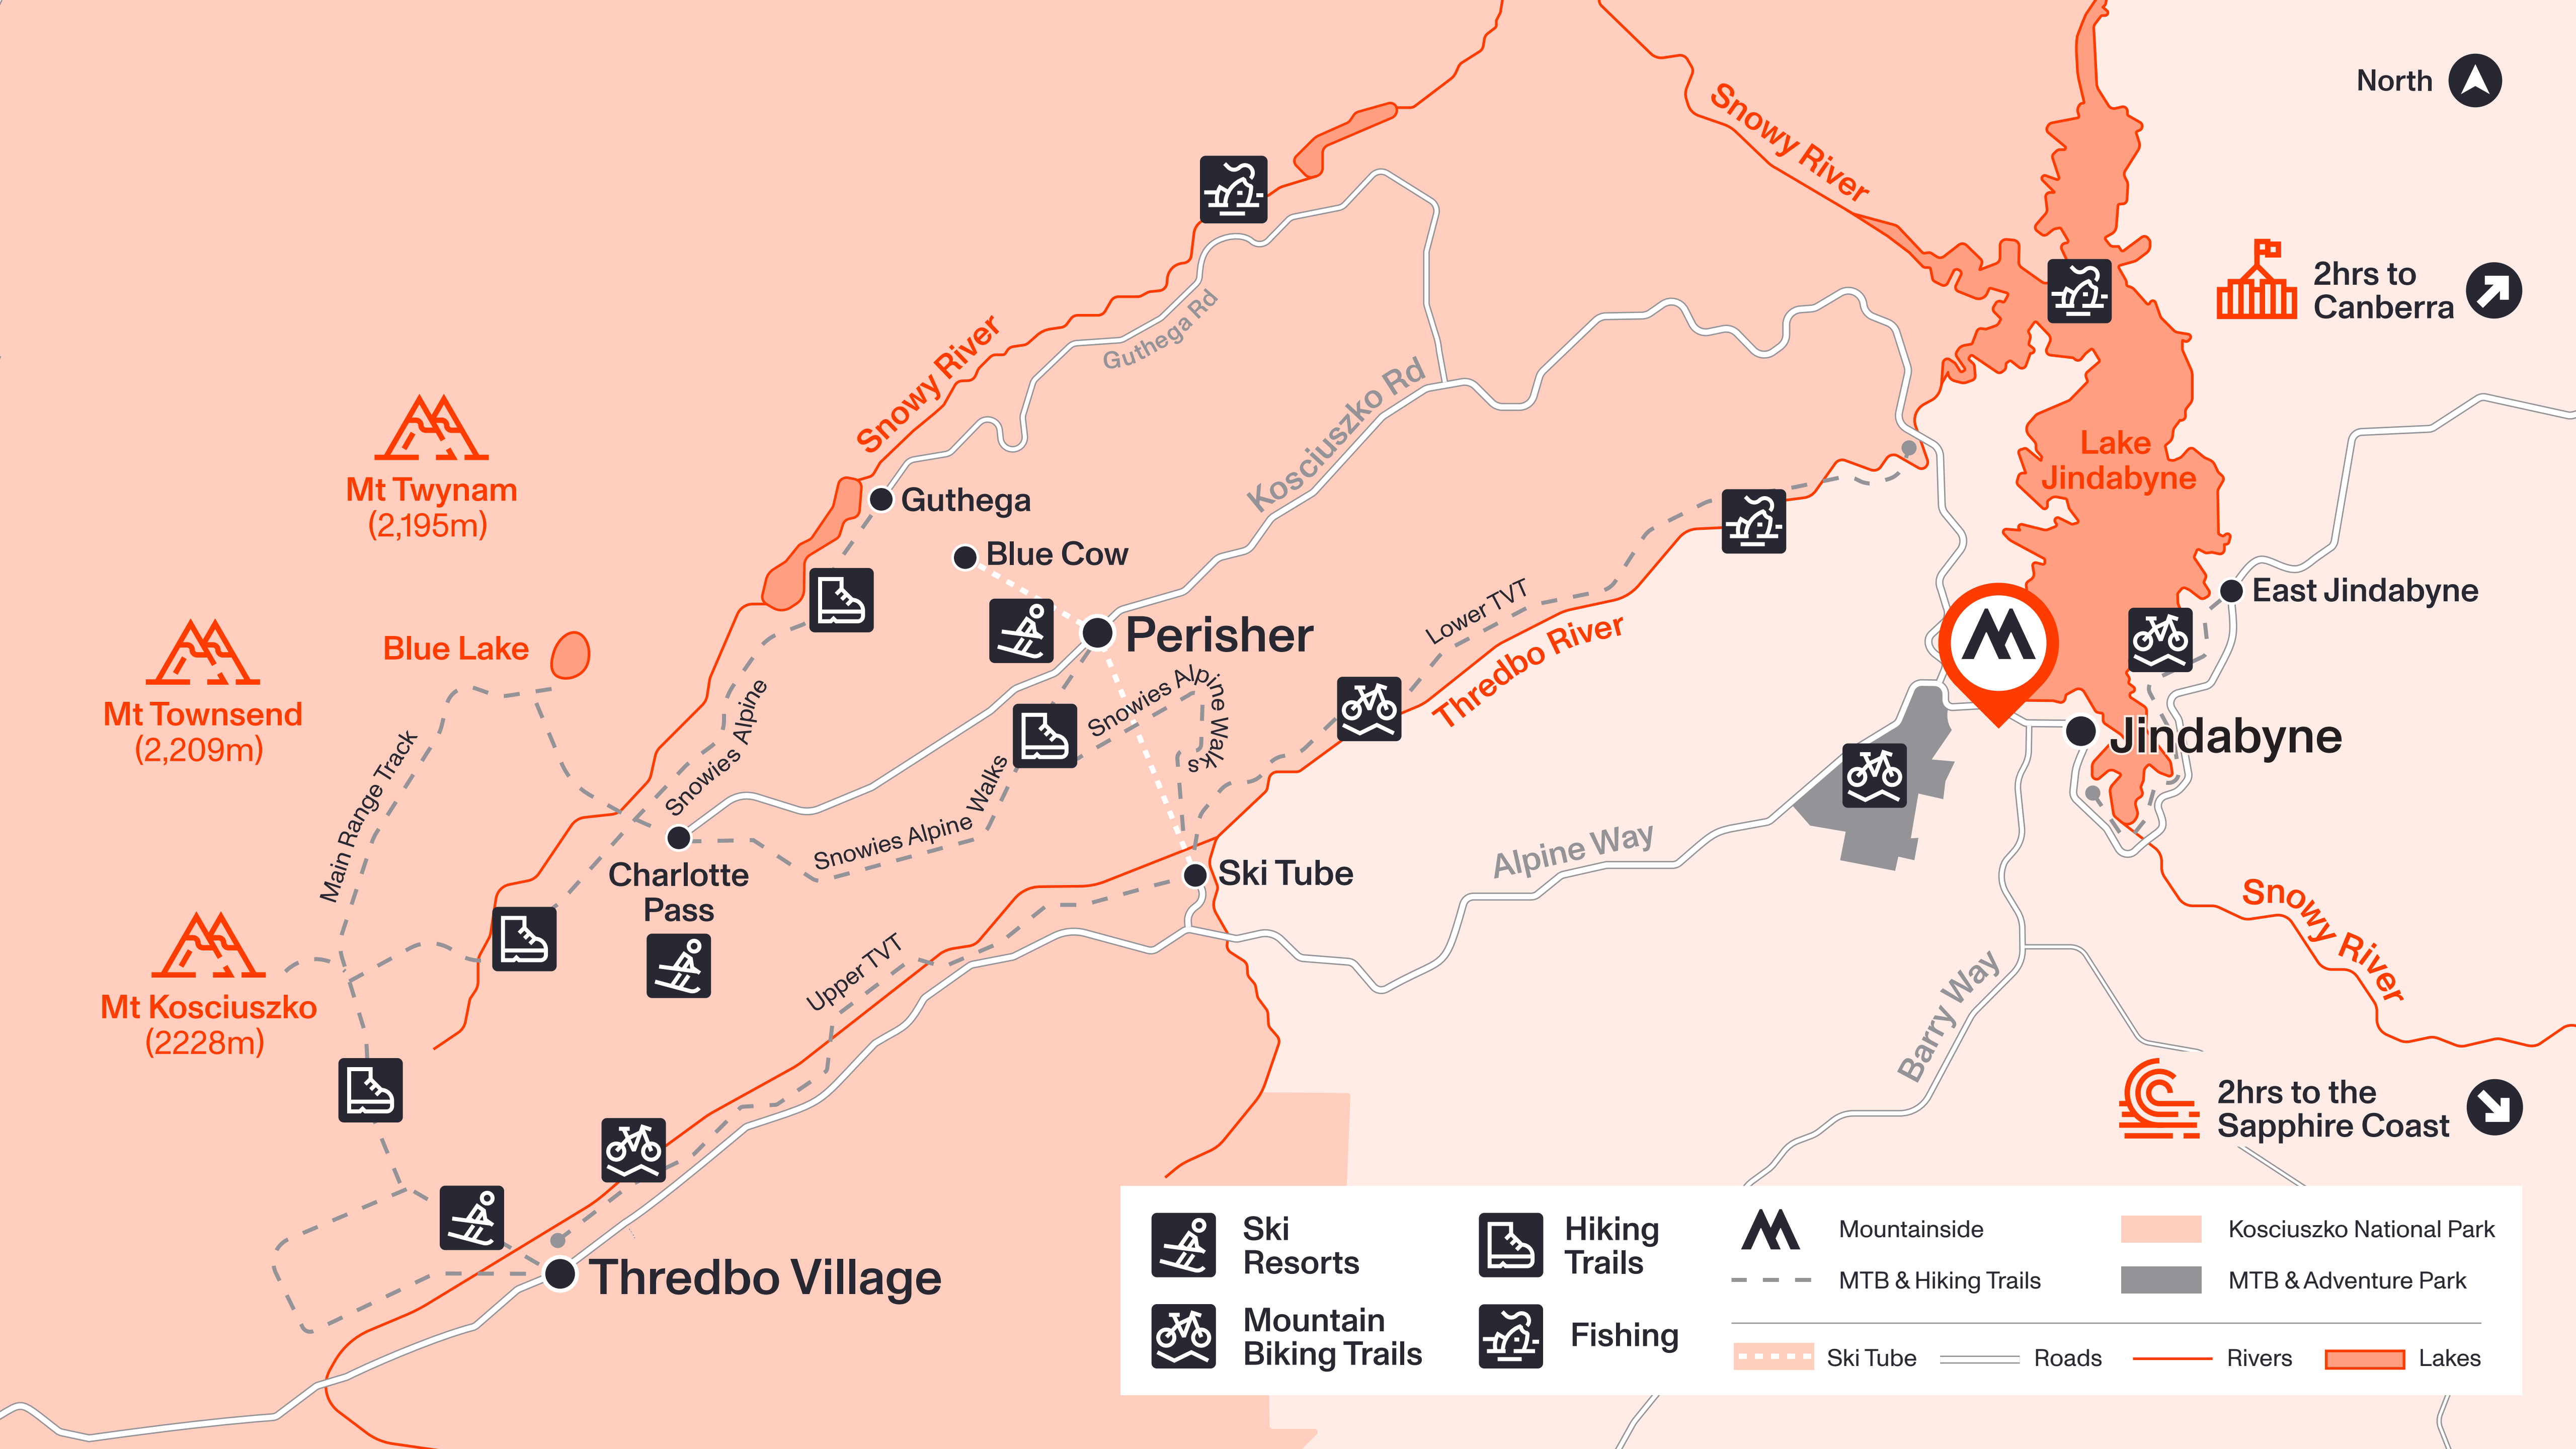 North
Snowy River
2hrs to
Canberra
Guthega Rd
Snowy River
Kosciuszko Rd
Lake
Jindabyne
Mt Twynam
(2,195m)
Guthega
Blue Cow
East Jindabyne
Lower TVT
Perisher
Thredbo River
Blue Lake
Mt Townsend
(2,209m)
Snowies Alpine
Snowies Alpine Walks
Jindabyne
Main Range Track
Snowies Alpine Walks
Charlotte
Pass
Ski Tube
Alpine Way
Snowy River
Upper TVT
Mt Kosciuszko
(2228m)
Barry Way
2hrs to the
Sapphire Coast
Thredbo Village
Ski
Resorts
Hiking
Trails
Mountain
Biking Trails
Fishing
Mountainside
Kosciuszko National Park
MTB & Hiking Trails
MTB & Adventure Park
Ski Tube
Roads
Rivers
Lakes